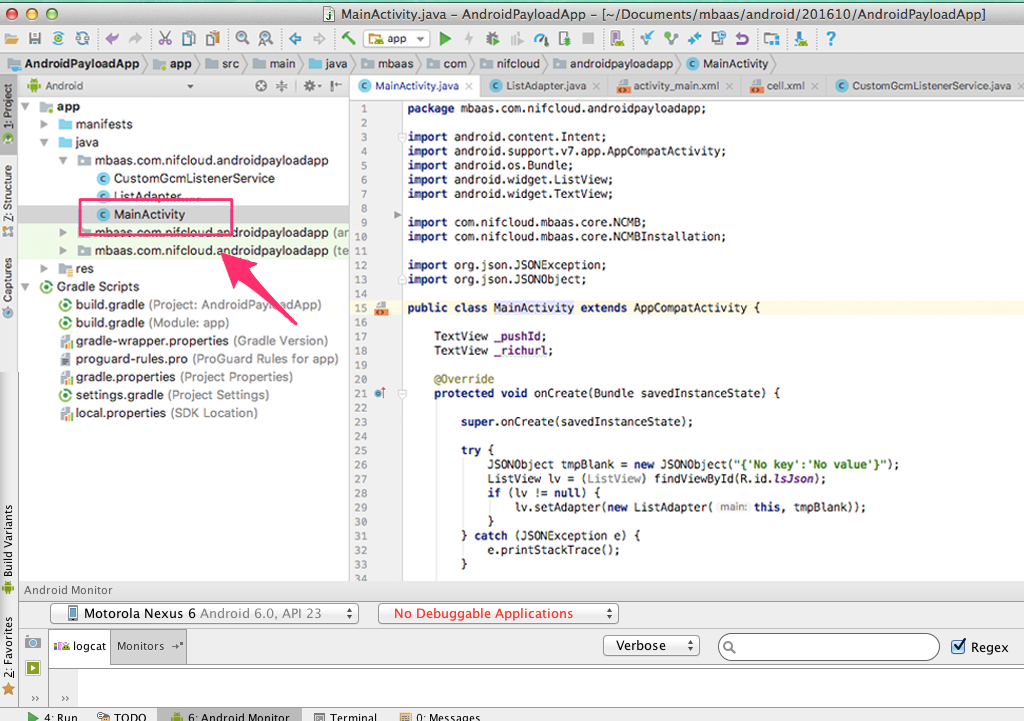 MainActivity.java – AndroidPayloadApp – [~/Documents/mbaas/android/201610/AndroidPayloadApp]
app
AndroidPayloadApp app src main java mbaas com nifcloud androidpayloadapp MainActivity
Android
MainActivity.java ListAdapter.java activity_main.xml cell.xml CustomGcmListenerService.java
1: Project
Z: Structure
Captures
Build Variants
2: Favorites
app
manifests
java
mbaas.com.nifcloud.androidpayloadapp
CustomGcmListenerService
ListAdapter
MainActivity
mbaas.com.nifcloud.androidpayloadapp (an
mbaas.com.nifcloud.androidpayloadapp (te
res
Gradle Scripts
build.gradle (Project: AndroidPayloadApp)
build.gradle (Module: app)
gradle-wrapper.properties (Gradle Version)
proguard-rules.pro (ProGuard Rules for app)
gradle.properties (Project Properties)
settings.gradle (Project Settings)
local.properties (SDK Location)
1 package mbaas.com.nifcloud.androidpayloadapp;
2
3 import android.content.Intent;
4 import android.support.v7.app.AppCompatActivity;
5 import android.os.Bundle;
6 import android.widget.ListView;
7 import android.widget.TextView;
8
9 import com.nifcloud.mbaas.core.NCMB;
10 import com.nifcloud.mbaas.core.NCMBInstallation;
11
12 import org.json.JSONException;
13 import org.json.JSONObject;
14
15 public class MainActivity extends AppCompatActivity {
16
17 TextView _pushId;
18 TextView _richurl;
19
20 @Override
21 protected void onCreate(Bundle savedInstanceState) {
22
23 super.onCreate(savedInstanceState);
24
25 try {
26 JSONObject tmpBlank = new JSONObject("{'No key':'No value'}");
27 ListView lv = (ListView) findViewById(R.id.lsJson);
28 if (lv != null) {
29 lv.setAdapter(new ListAdapter( main: this, tmpBlank));
30 }
31 } catch (JSONException e) {
32 e.printStackTrace();
33 }
34
Android Monitor
Motorola Nexus 6 Android 6.0, API 23
No Debuggable Applications
logcat Monitors
Verbose
Regex
4: Run TODO 6: Android Monitor Terminal 0: Messages